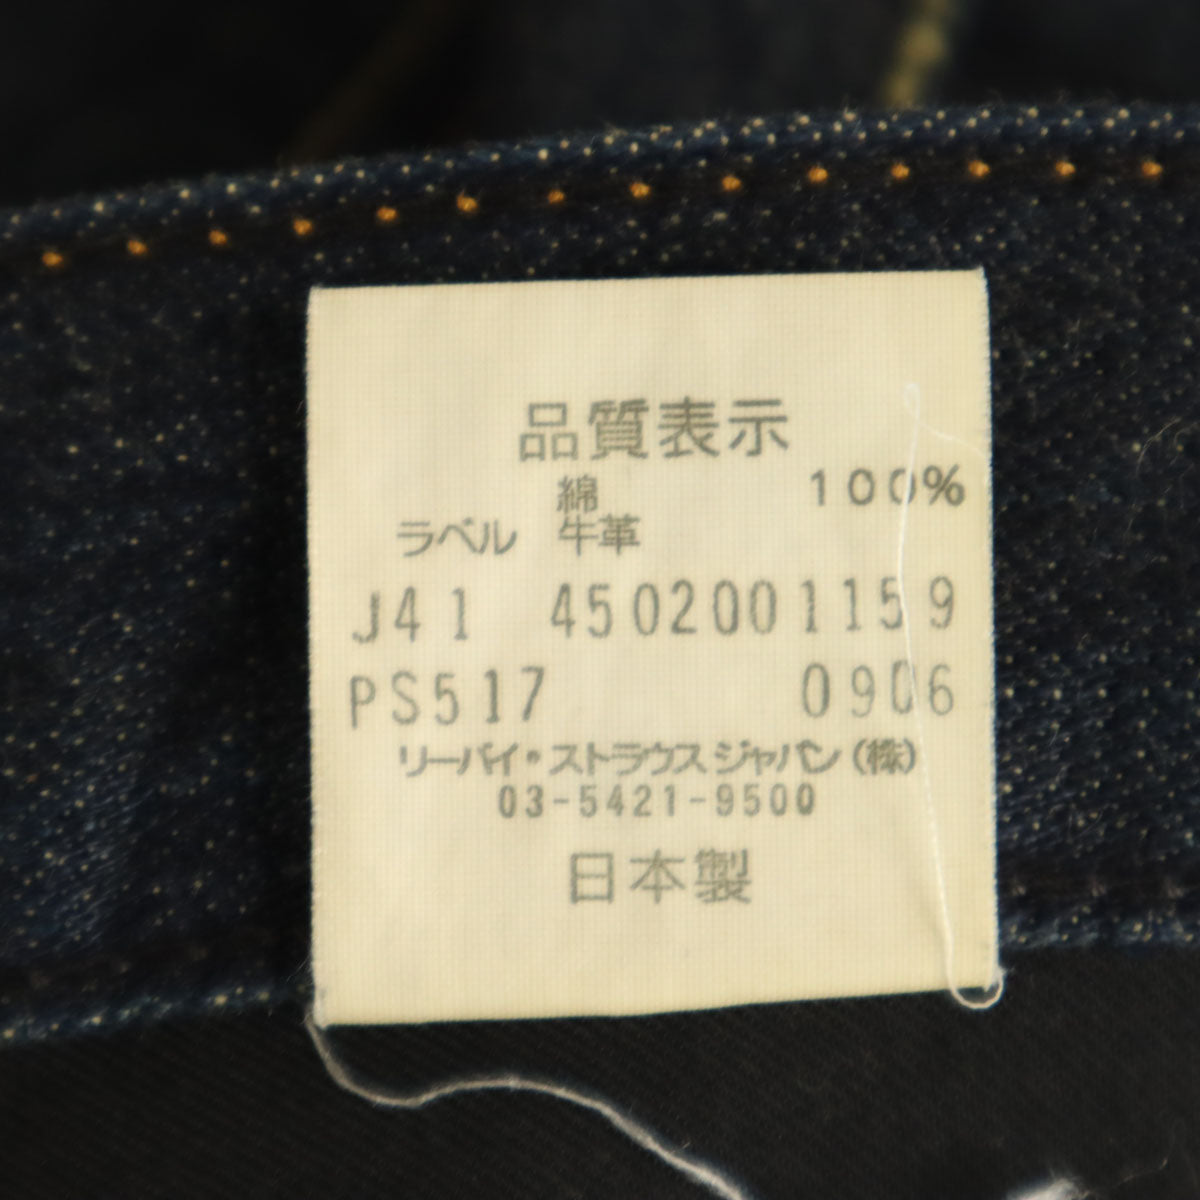 品質表示
綿 100%
ラベル 牛革
J41 4502001159
PS517 0906
リーバイ・ストラウスジャパン(株)
03-5421-9500
日本製